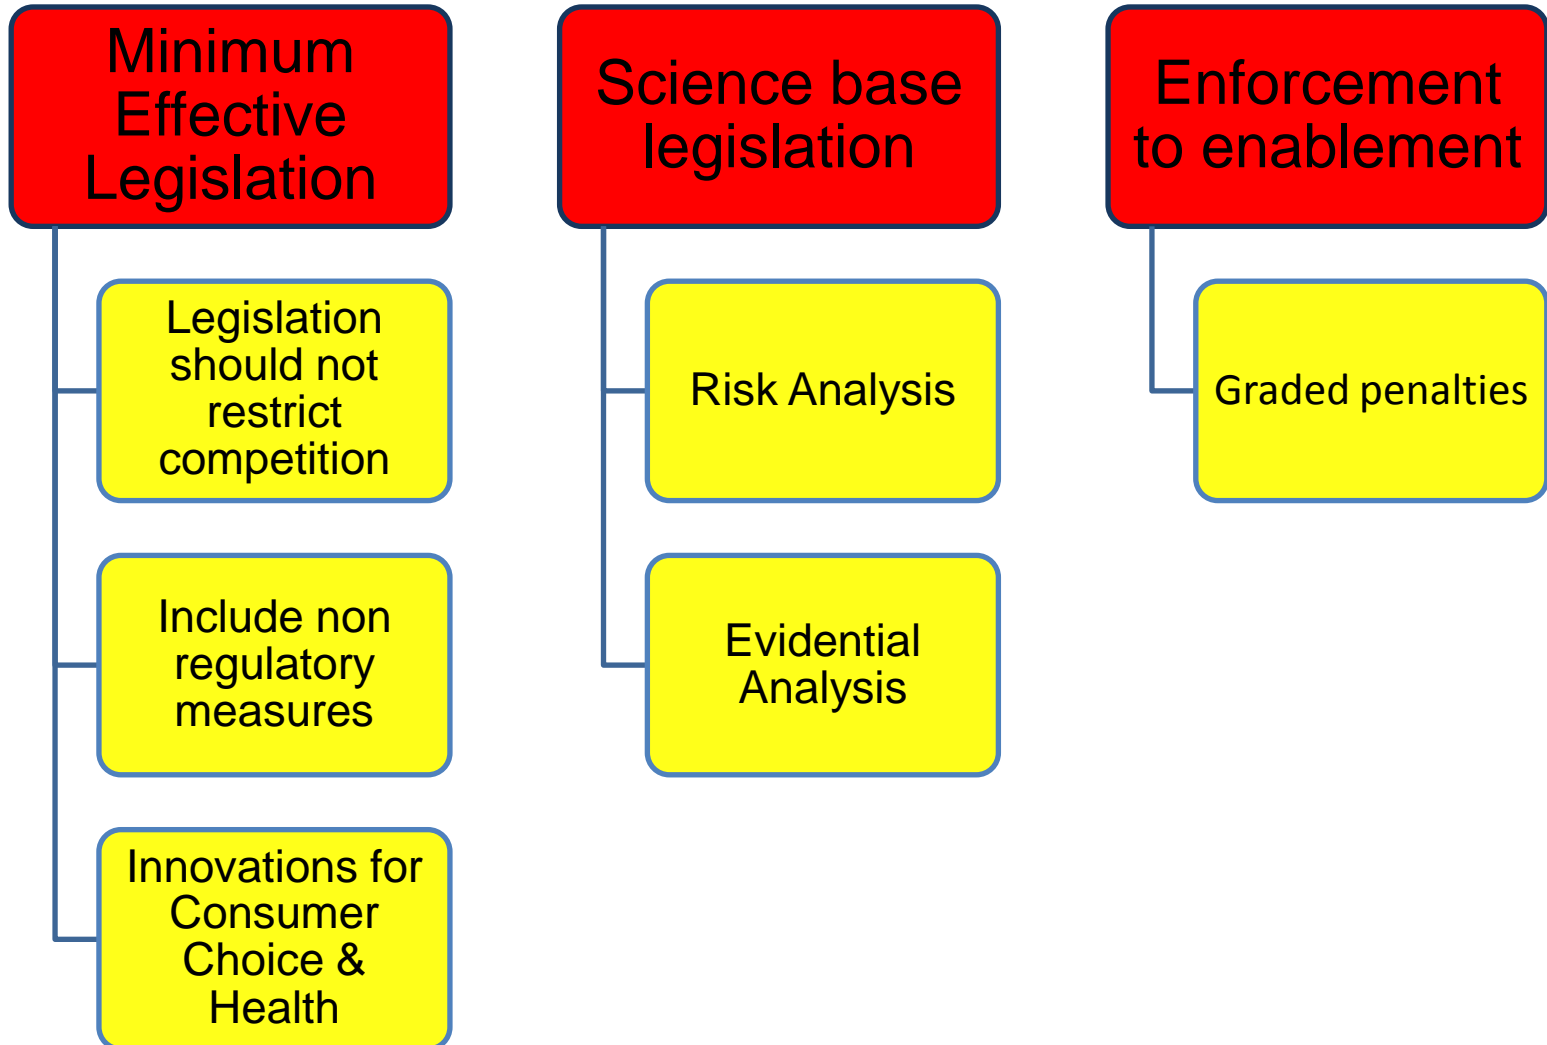 Minimum
Effective
Legislation
Legislation
should not
restrict
competition
Include non
regulatory
measures
Innovations for
Consumer
Choice &
Health
Science base
legislation
Risk Analysis
Evidential
Analysis
Enforcement
to enablement
Graded penalties